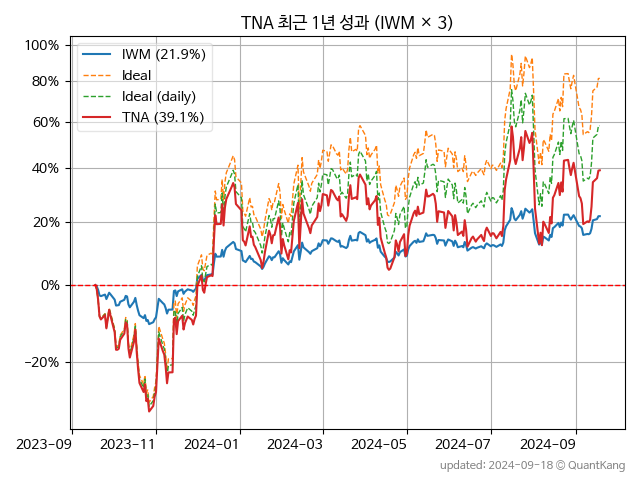 TNA 최근 1년 성과 (IWM × 3)
IWM (21.9%)
Ideal
Ideal (daily)
TNA (39.1%)
100%
80%
60%
40%
20%
0%
−20%
2023-09
2023-11
2024-01
2024-03
2024-05
2024-07
2024-09
updated: 2024-09-18 © QuantKang